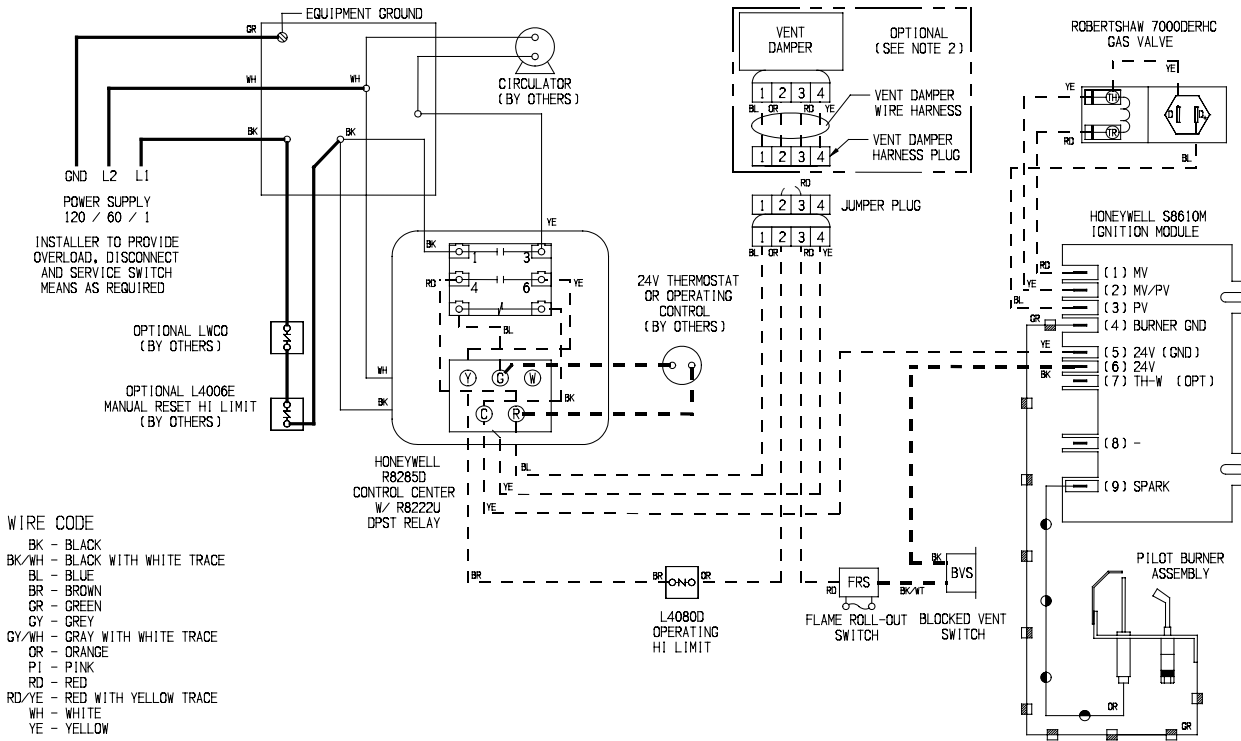 EQUIPMENT GROUND
GR
WH
WH
BK
BK
GND L2 L1
POWER SUPPLY
120 / 60 / 1
INSTALLER TO PROVIDE
OVERLOAD, DISCONNECT
AND SERVICE SWITCH
MEANS AS REQUIRED
OPTIONAL LWCO
(BY OTHERS)
OPTIONAL L4006E
MANUAL RESET HI LIMIT
(BY OTHERS)
CIRCULATOR
(BY OTHERS)
YE
BK
1
3
RD
4
6
YE
BL
Y
G
W
C
R
BK
WH
BK
HONEYWELL
R8285D
CONTROL CENTER
W/ R8222U
DPST RELAY
BL
YE
YE
24V THERMOSTAT
OR OPERATING
CONTROL
(BY OTHERS)
VENT
DAMPER
OPTIONAL
(SEE NOTE 2)
1 2 3 4
BL OR RD YE
VENT DAMPER
WIRE HARNESS
1 2 3 4
VENT DAMPER
HARNESS PLUG
RD
1 2 3 4
JUMPER PLUG
1 2 3 4
BL OR RD YE
BR
BR
OR
L4080D
OPERATING
HI LIMIT
RD
FRS
BK/WT
FLAME ROLL-OUT
SWITCH
BK
BVS
BLOCKED VENT
SWITCH
ROBERTSHAW 7000DERHC
GAS VALVE
YE
YE
TH
RD
TR
BL
HONEYWELL S8610M
IGNITION MODULE
RD
(1) MV
YE
(2) MV/PV
BL
(3) PV
GR
(4) BURNER GND
YE
(5) 24V (GND)
(6) 24V
BK
(7) TH-W (OPT)
(8) -
(9) SPARK
PILOT BURNER
ASSEMBLY
OR
GR
WIRE CODE
BK - BLACK
BK/WH - BLACK WITH WHITE TRACE
BL - BLUE
BR - BROWN
GR - GREEN
GY - GREY
GY/WH - GRAY WITH WHITE TRACE
OR - ORANGE
PI - PINK
RD - RED
RD/YE - RED WITH YELLOW TRACE
WH - WHITE
YE - YELLOW